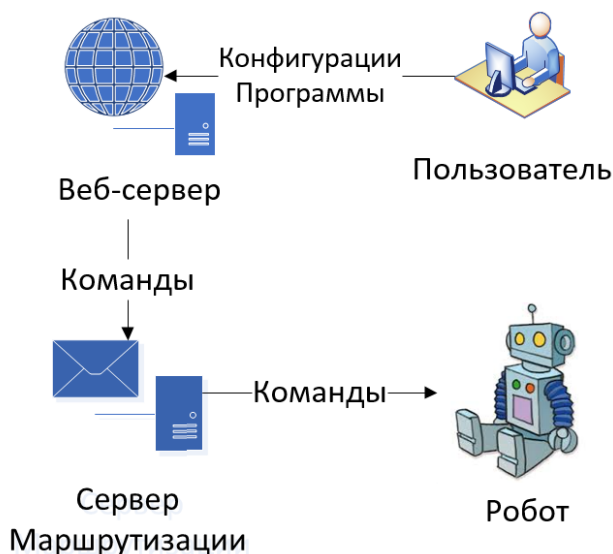 Конфигурации
Программы
Пользователь
Веб-сервер
Команды
Команды
Сервер
Маршрутизации
Робот